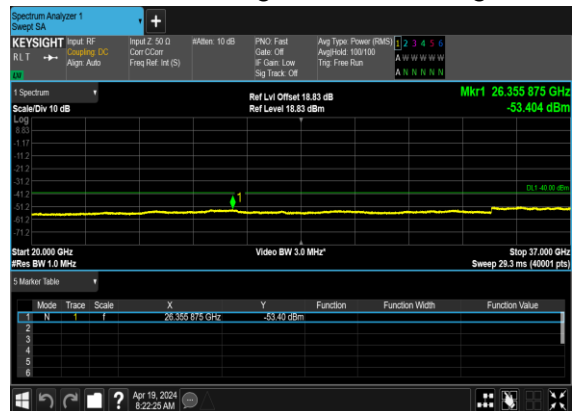 Spectrum Analyzer 1
Swept SA
+
KEYSIGHT Input: RF Input Z: 50 Ω #Atten: 10 dB PNO: Fast Avg Type: Power (RMS) 1 2 3 4 5 6
RLT Coupling: DC Corr CCorr Gate: Off Avg|Hold: 100/100 A W W W W W
Align: Auto Freq Ref: Int (S) IF Gain: Low Trig: Free Run
Sig Track: Off A N N N N N
LXI
1 Spectrum Ref Lvl Offset 18.83 dB Mkr1 26.355 875 GHz
Scale/Div 10 dB Ref Level 18.83 dBm -53.404 dBm
Log
8.83
-1.17
-11.2
-21.2
-31.2
DL1 -40.00 dBm
-41.2
1
-51.2
-61.2
-71.2
Start 20.000 GHz Video BW 3.0 MHz* Stop 37.000 GHz
#Res BW 1.0 MHz Sweep 29.3 ms (40001 pts)
5 Marker Table
Mode Trace Scale X Y Function Function Width Function Value
1 N 1 f 26.355 875 GHz -53.40 dBm
2
3
4
5
6
? Apr 19, 2024
8:22:25 AM